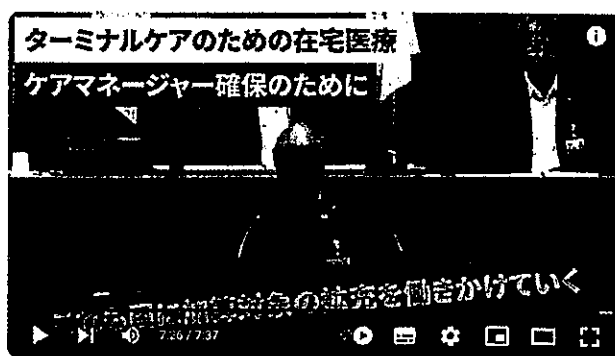 ターミナルケアのための在宅医療
ケアマネージャー確保のために
の拡充を働きかけていく
7:36 / 7:37